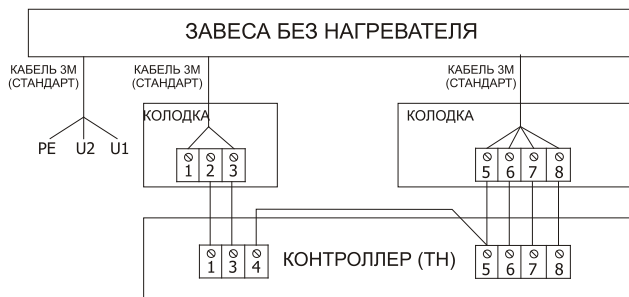 ЗАВЕСА БЕЗ НАГРЕВАТЕЛЯ
КАБЕЛЬ 3М
(СТАНДАРТ)
КАБЕЛЬ 3М
(СТАНДАРТ)
КАБЕЛЬ 3М
(СТАНДАРТ)
PE U2 U1
КОЛОДКА
1 2 3
КОЛОДКА
5 6 7 8
1 3 4
КОНТРОЛЛЕР (ТН)
5 6 7 8